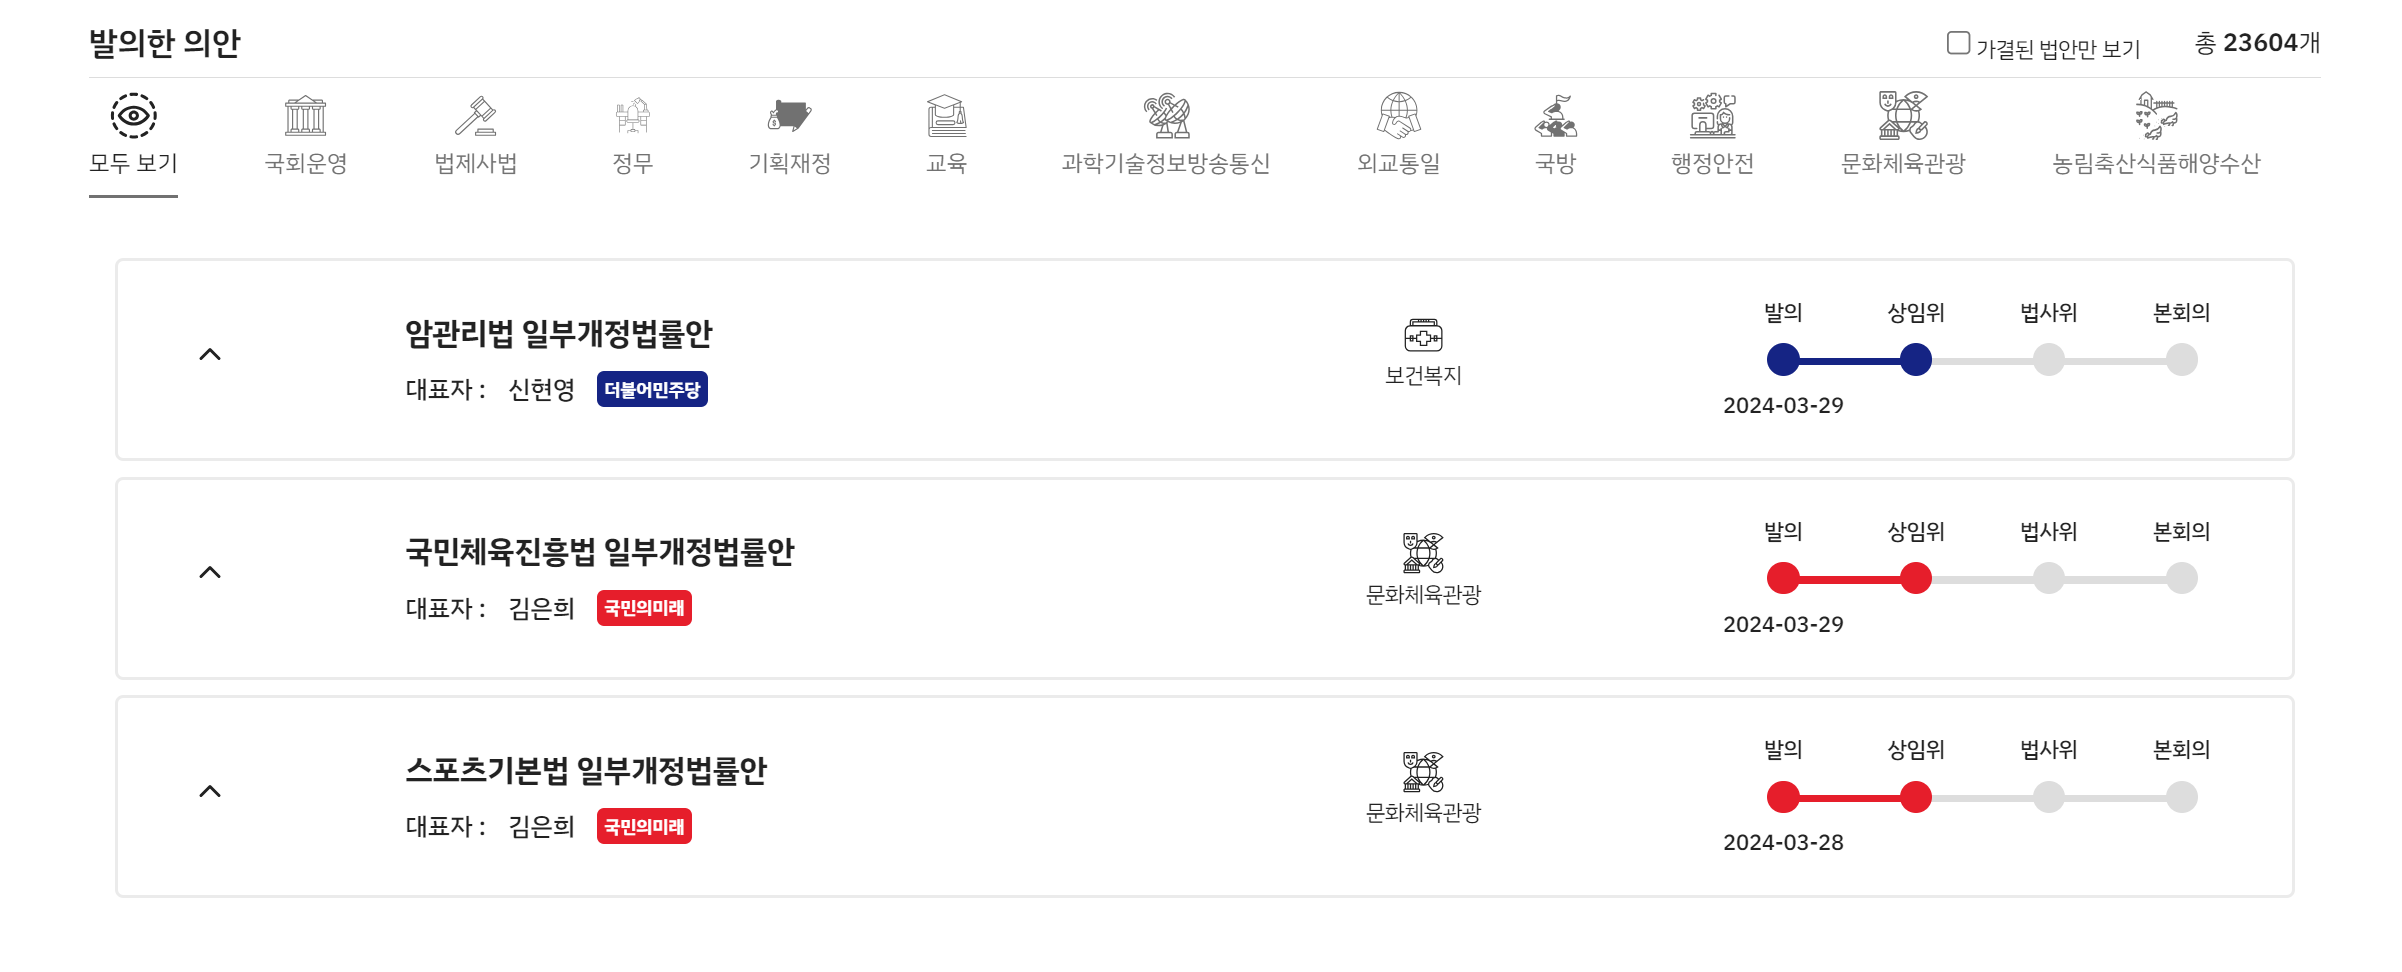 발의한 의안
가결된 법안만 보기
총 23604개
모두 보기
국회운영
법제사법
정무
기획재정
교육
과학기술정보방송통신
외교통일
국방
행정안전
문화체육관광
농림축산식품해양수산
암관리법 일부개정법률안
대표자 : 신현영 더불어민주당
보건복지
발의 상임위 법사위 본회의
2024-03-29
국민체육진흥법 일부개정법률안
대표자 : 김은희 국민의미래
문화체육관광
발의 상임위 법사위 본회의
2024-03-29
스포츠기본법 일부개정법률안
대표자 : 김은희 국민의미래
문화체육관광
발의 상임위 법사위 본회의
2024-03-28